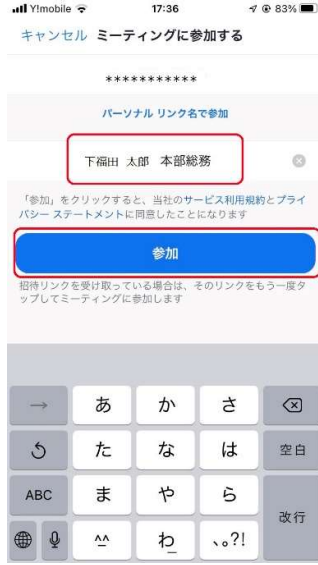 Y!mobile 17:36 83%
キャンセル ミーティングに参加する
***********
パーソナル リンク名で参加
下福田 太郎 本部総務
「参加」をクリックすると、当社のサービス利用規約とプライ
バシー ステートメントに同意したことになります
参加
招待リンクを受け取っている場合は、そのリンクをもう一度タ
ップしてミーティングに参加します
→ あ か さ
た な は 空白
ABC ま や ら
改行
^^ わ_ 、。?!